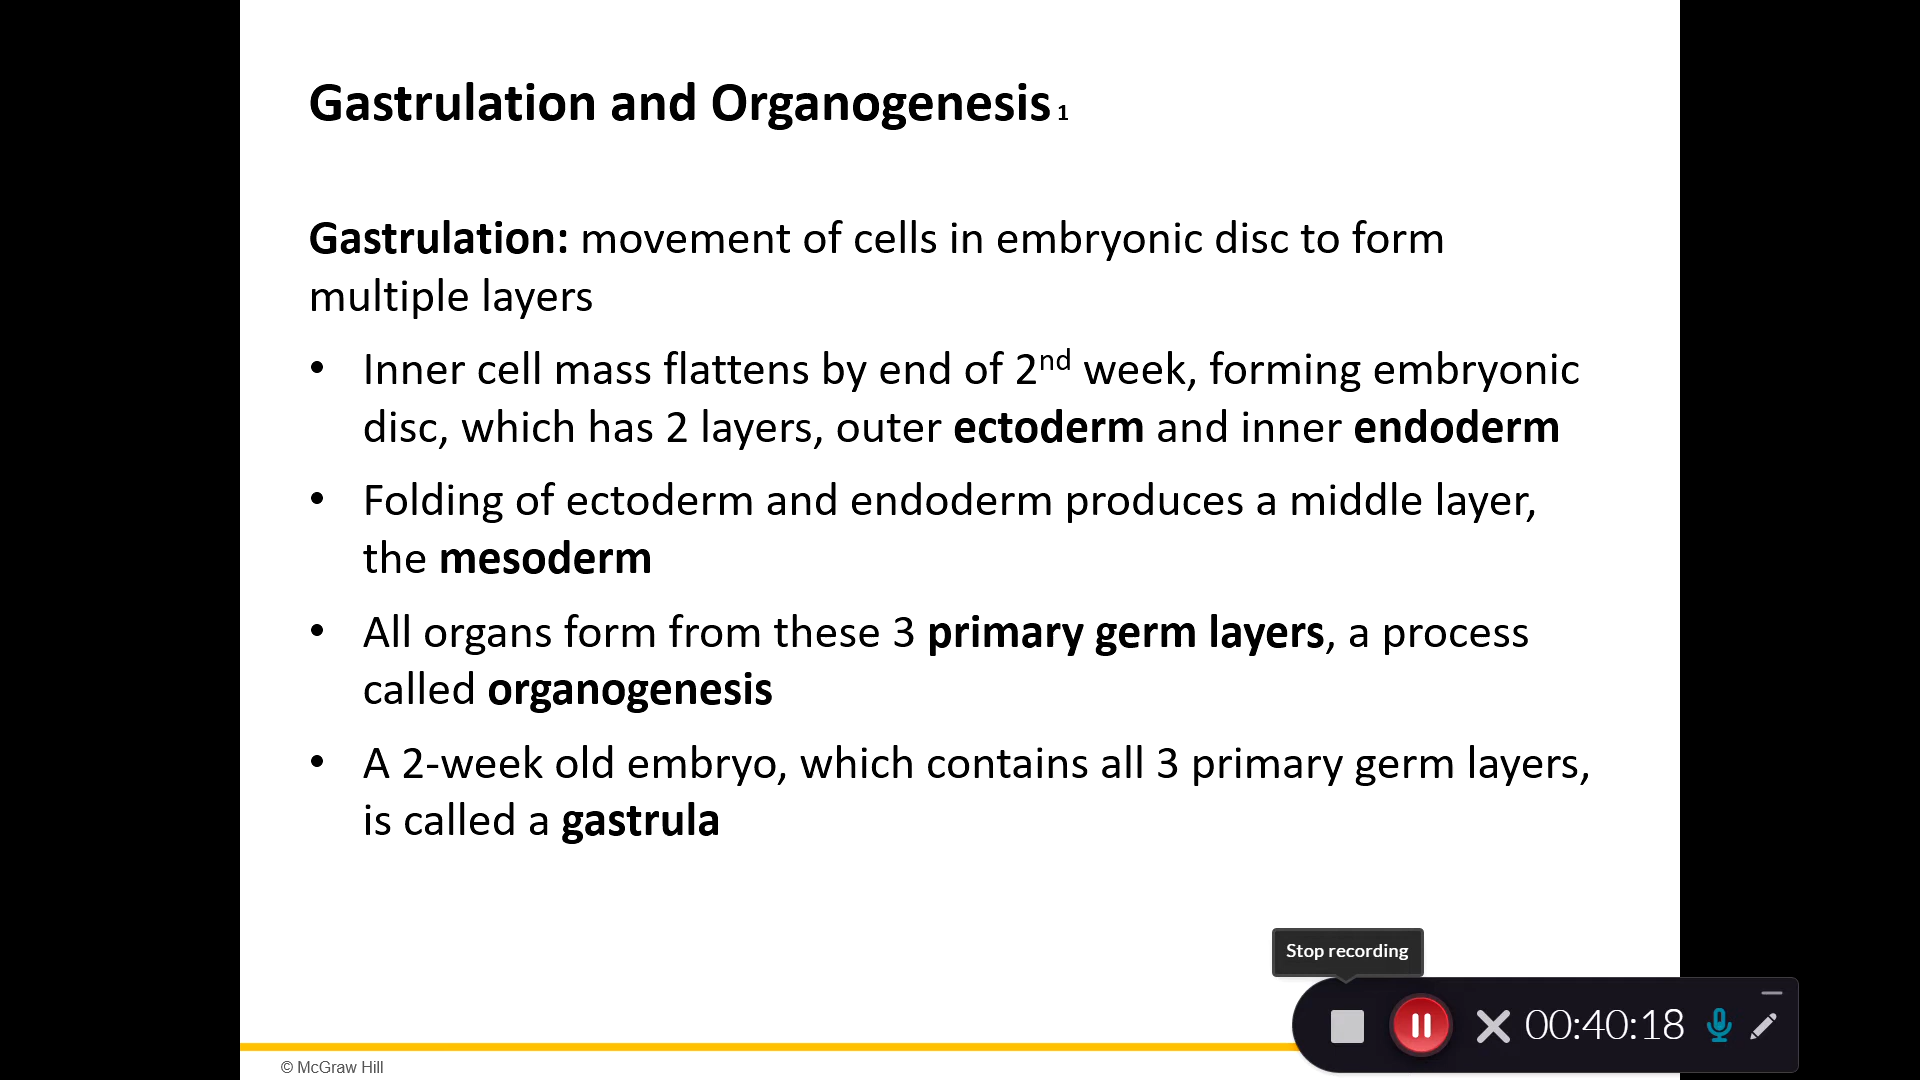 Gastrulation and Organogenesis 1
Gastrulation: movement of cells in embryonic disc to form
multiple layers
• Inner cell mass flattens by end of 2nd week, forming embryonic
disc, which has 2 layers, outer ectoderm and inner endoderm
• Folding of ectoderm and endoderm produces a middle layer,
the mesoderm
• All organs form from these 3 primary germ layers, a process
called organogenesis
• A 2-week old embryo, which contains all 3 primary germ layers,
is called a gastrula
Stop recording
00:40:18
© McGraw Hill